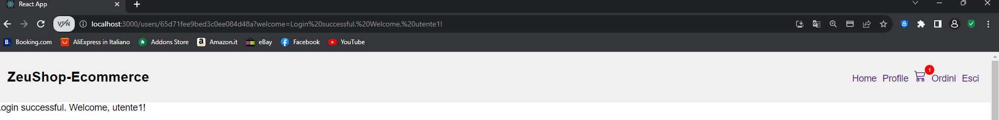 React App
VPN localhost:3000/users/65d71fee9bed3c0ee084d48a?welcome=Login%20successful.%20Welcome,%20utente1!
B. Booking.com AliExpress in Italiano Addons Store a Amazon.it eBay Facebook YouTube
ZeuShop-Ecommerce
Home Profile 1 Ordini Esci
ogin successful. Welcome, utente1!